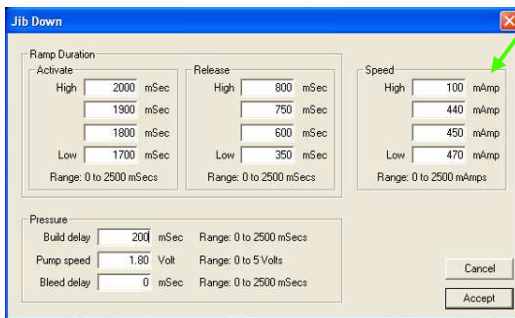 Jib Down
Ramp Duration
Activate
High 2000 mSec
1900 mSec
1800 mSec
Low 1700 mSec
Range: 0 to 2500 mSecs
Release
High 800 mSec
750 mSec
600 mSec
Low 350 mSec
Range: 0 to 2500 mSecs
Speed
High 100 mAmp
440 mAmp
450 mAmp
Low 470 mAmp
Range: 0 to 2500 mAmps
Pressure
Build delay 200 mSec Range: 0 to 2500 mSecs
Pump speed 1.80 Volt Range: 0 to 5 Volts
Bleed delay 0 mSec Range: 0 to 2500 mSecs
Cancel
Accept